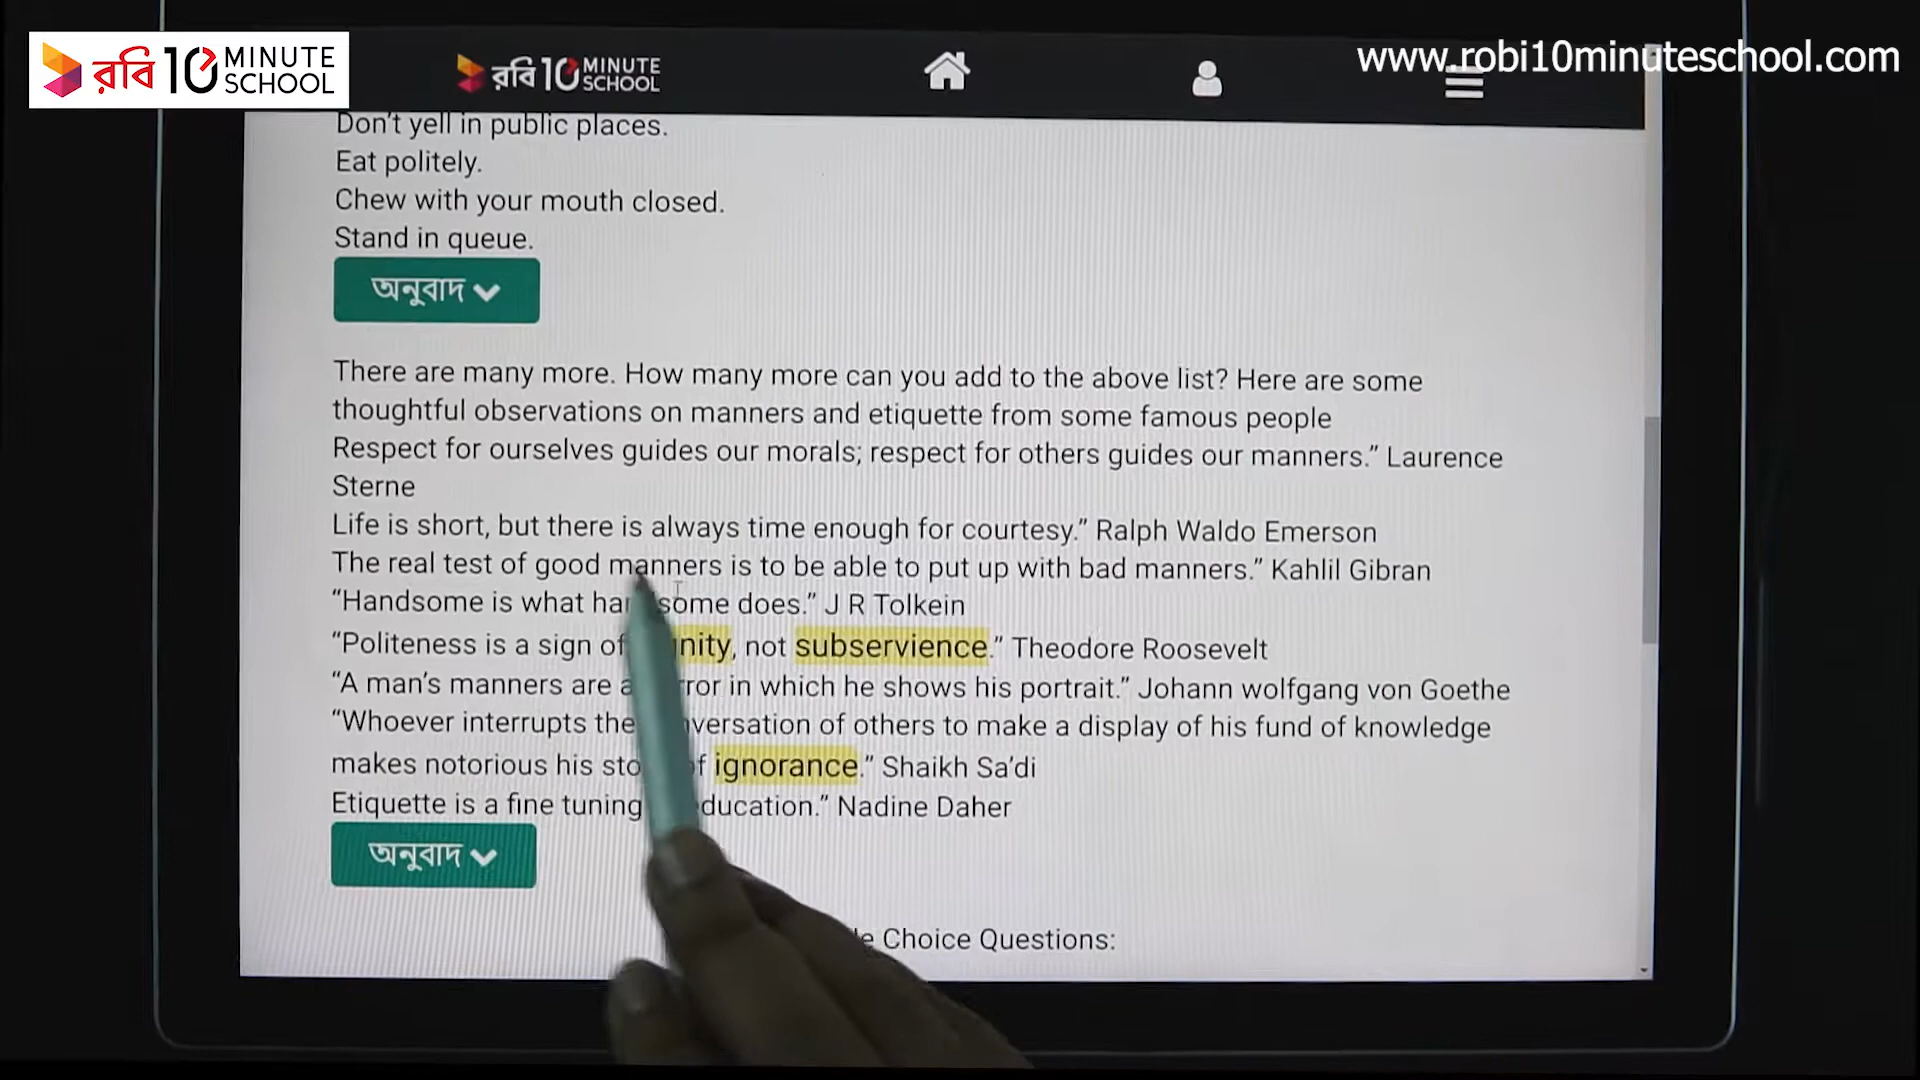 রবি 10 MINUTE SCHOOL
রবি 10 MINUTE SCHOOL
www.robi10minuteschool.com
Don't yell in public places.
Eat politely.
Chew with your mouth closed.
Stand in queue.
অনুবাদ
There are many more. How many more can you add to the above list? Here are some
thoughtful observations on manners and etiquette from some famous people
Respect for ourselves guides our morals; respect for others guides our manners.” Laurence
Sterne
Life is short, but there is always time enough for courtesy.” Ralph Waldo Emerson
The real test of good manners is to be able to put up with bad manners.” Kahlil Gibran
“Handsome is what some does.” J R Tolkein
“Politeness is a sign of not subservience.” Theodore Roosevelt
“A man’s manners are in which he shows his portrait.” Johann wolfgang von Goethe
“Whoever interrupts the of others to make a display of his fund of knowledge
makes notorious his ignorance.” Shaikh Sa’di
Etiquette is a fine tuning education.” Nadine Daher
অনুবাদ
Choice Questions: